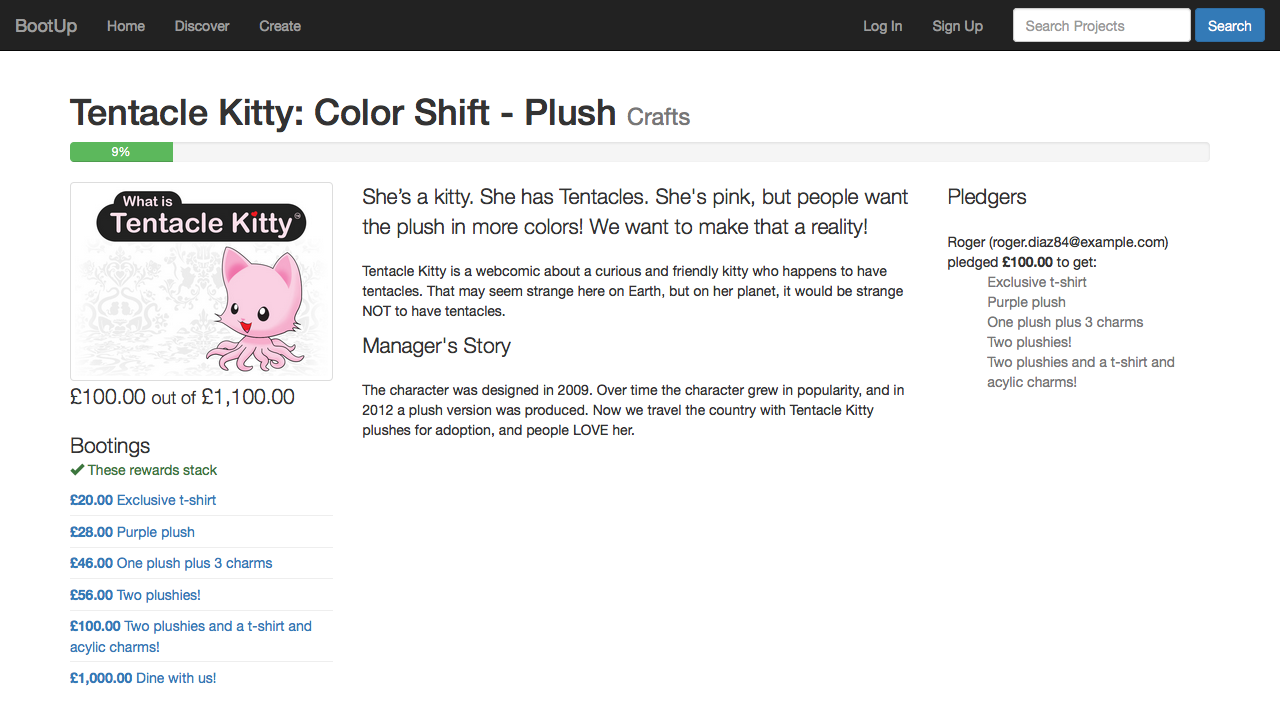 BootUp Home Discover Create Log In Sign Up Search Projects Search
Tentacle Kitty: Color Shift - Plush Crafts
9%
What is
Tentacle Kitty™
£100.00 out of £1,100.00
Bootings
✔ These rewards stack
£20.00 Exclusive t-shirt
£28.00 Purple plush
£46.00 One plush plus 3 charms
£56.00 Two plushies!
£100.00 Two plushies and a t-shirt and
acylic charms!
£1,000.00 Dine with us!
She’s a kitty. She has Tentacles. She's pink, but people want
the plush in more colors! We want to make that a reality!
Tentacle Kitty is a webcomic about a curious and friendly kitty who happens to have
tentacles. That may seem strange here on Earth, but on her planet, it would be strange
NOT to have tentacles.
Manager's Story
The character was designed in 2009. Over time the character grew in popularity, and in
2012 a plush version was produced. Now we travel the country with Tentacle Kitty
plushes for adoption, and people LOVE her.
Pledgers
Roger (roger.diaz84@example.com)
pledged £100.00 to get:
Exclusive t-shirt
Purple plush
One plush plus 3 charms
Two plushies!
Two plushies and a t-shirt and
acylic charms!